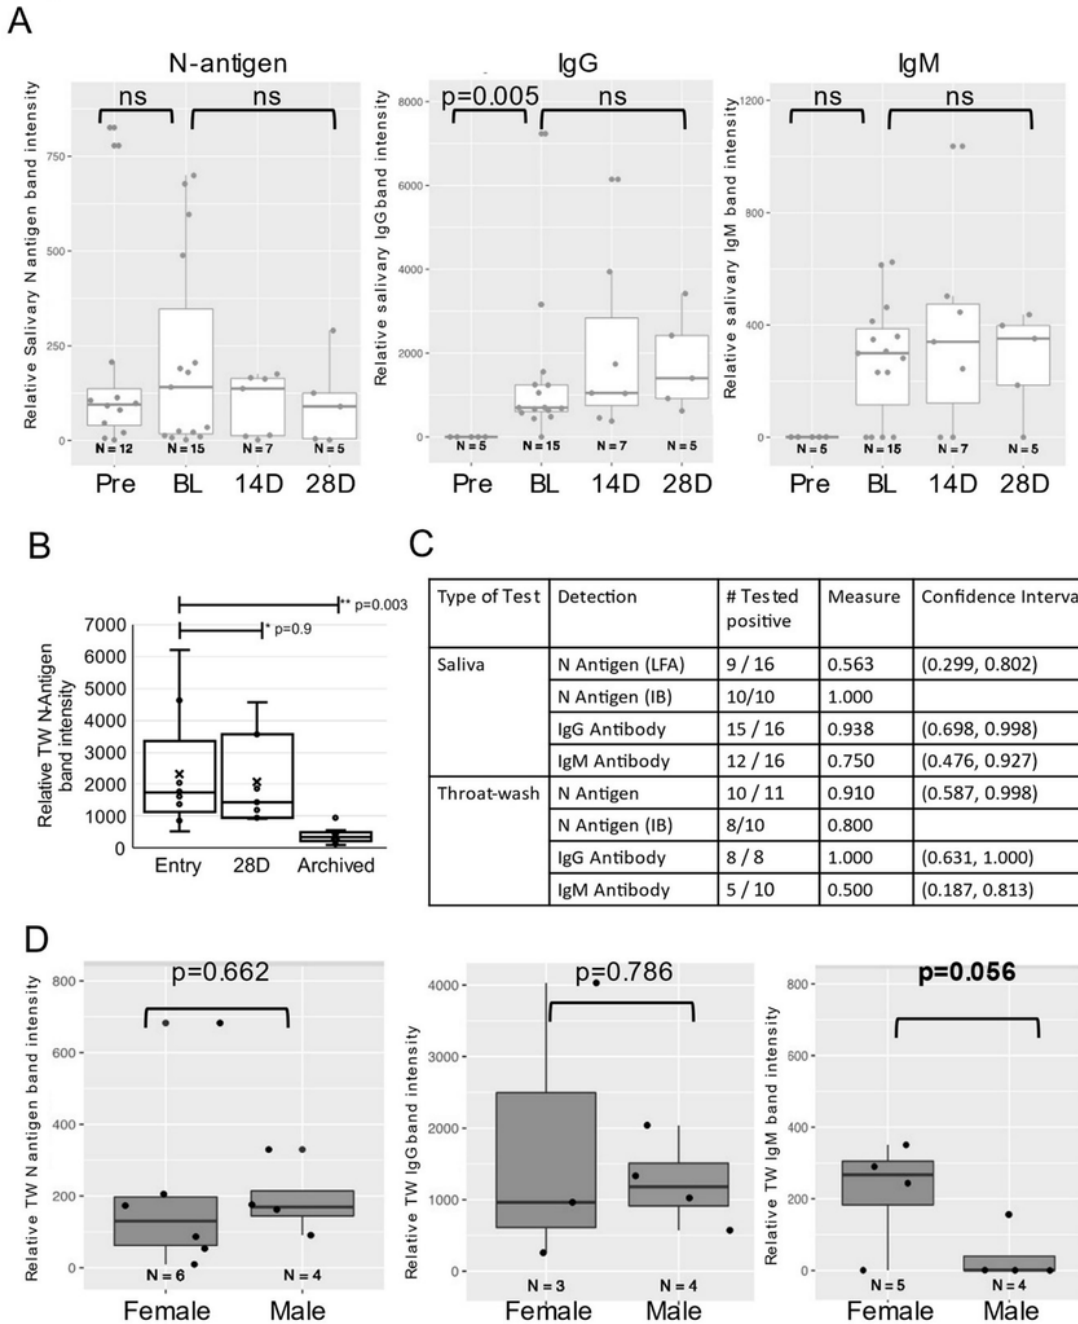 A
N-antigen
IgG
IgM
Relative Salivary N antigen band intensity
750
500
250
0
ns
ns
N = 12
N = 15
N = 7
N = 5
Pre
BL
14D
28D
Relative salivary IgG band intensity
8000
6000
4000
2000
0
p=0.005
ns
N = 5
N = 15
N = 7
N = 5
Pre
BL
14D
28D
Relative salivary IgM band intensity
1200
800
400
0
ns
ns
N = 5
N = 15
N = 7
N = 5
Pre
BL
14D
28D
B
** p=0.003
* p=0.9
Relative TW N-Antigen
band intensity
7000
6000
5000
4000
3000
2000
1000
0
Entry
28D
Archived
C
Type of Test Detection # Tested positive Measure Confidence Interva
Saliva N Antigen (LFA) 9 / 16 0.563 (0.299, 0.802)
N Antigen (IB) 10/10 1.000
IgG Antibody 15 / 16 0.938 (0.698, 0.998)
IgM Antibody 12 / 16 0.750 (0.476, 0.927)
Throat-wash N Antigen 10 / 11 0.910 (0.587, 0.998)
N Antigen (IB) 8/10 0.800
IgG Antibody 8 / 8 1.000 (0.631, 1.000)
IgM Antibody 5 / 10 0.500 (0.187, 0.813)
D
Relative TW N antigen band intensity
800
600
400
200
0
p=0.662
N = 6
N = 4
Female
Male
Relative TW IgG band intensity
4000
3000
2000
1000
0
p=0.786
N = 3
N = 4
Female
Male
Relative TW IgM band intensity
800
600
400
200
0
p=0.056
N = 5
N = 4
Female
Male